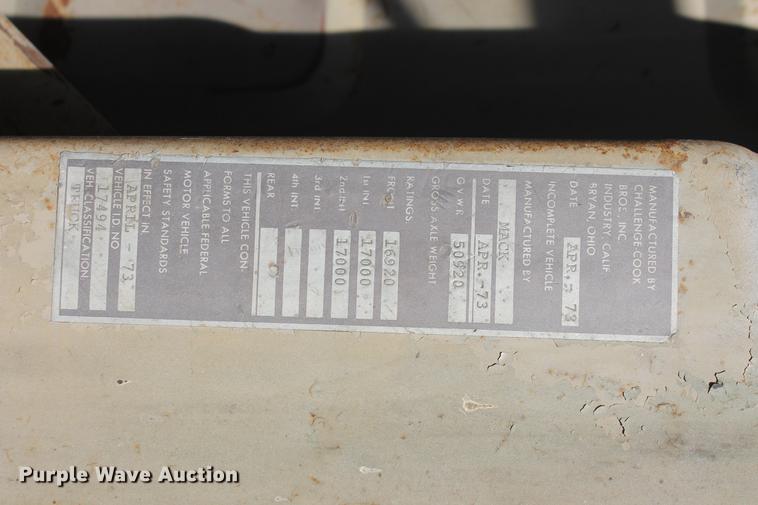 MANUFACTURED BY
CHALLENGE-COOK
BROS., INC.
INDUSTRY, CALIF.
BRYAN, OHIO
DATE APR.- 73
INCOMPLETE VEHICLE
MANUFACTURED BY
MACK
DATE APR.-73
G.V.W.R. 50920
GROSS AXLE WEIGHT
RATINGS:
FRONT 16920
1st INT. 17000
2nd INT. 17000
3rd INT.
4th INT.
REAR
THIS VEHICLE CON-
FORMS TO ALL
APPLICABLE FEDERAL
MOTOR VEHICLE
SAFETY STANDARDS
IN EFFECT IN
APRIL - 73
VEHICLE I.D. NO.
17494
VEH. CLASSIFICATION
TRUCK
Purple Wave Auction